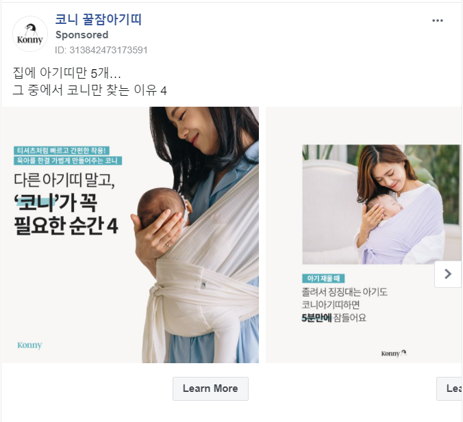 코니 꿀잠아기띠
Sponsored
ID: 313842473173591
집에 아기띠만 5개...
그 중에서 코니만 찾는 이유 4
Konny
티셔츠처럼 빠르고 간편한 착용!
육아를 한결 가볍게 만들어주는 코니
다른 아기띠 말고,
‘코니’가 꼭
필요한 순간 4
Konny
아기 재울 때
졸려서 징징대는 아기도
코니아기띠하면
5분만에 잠들어요
Konny
Learn More
Lea